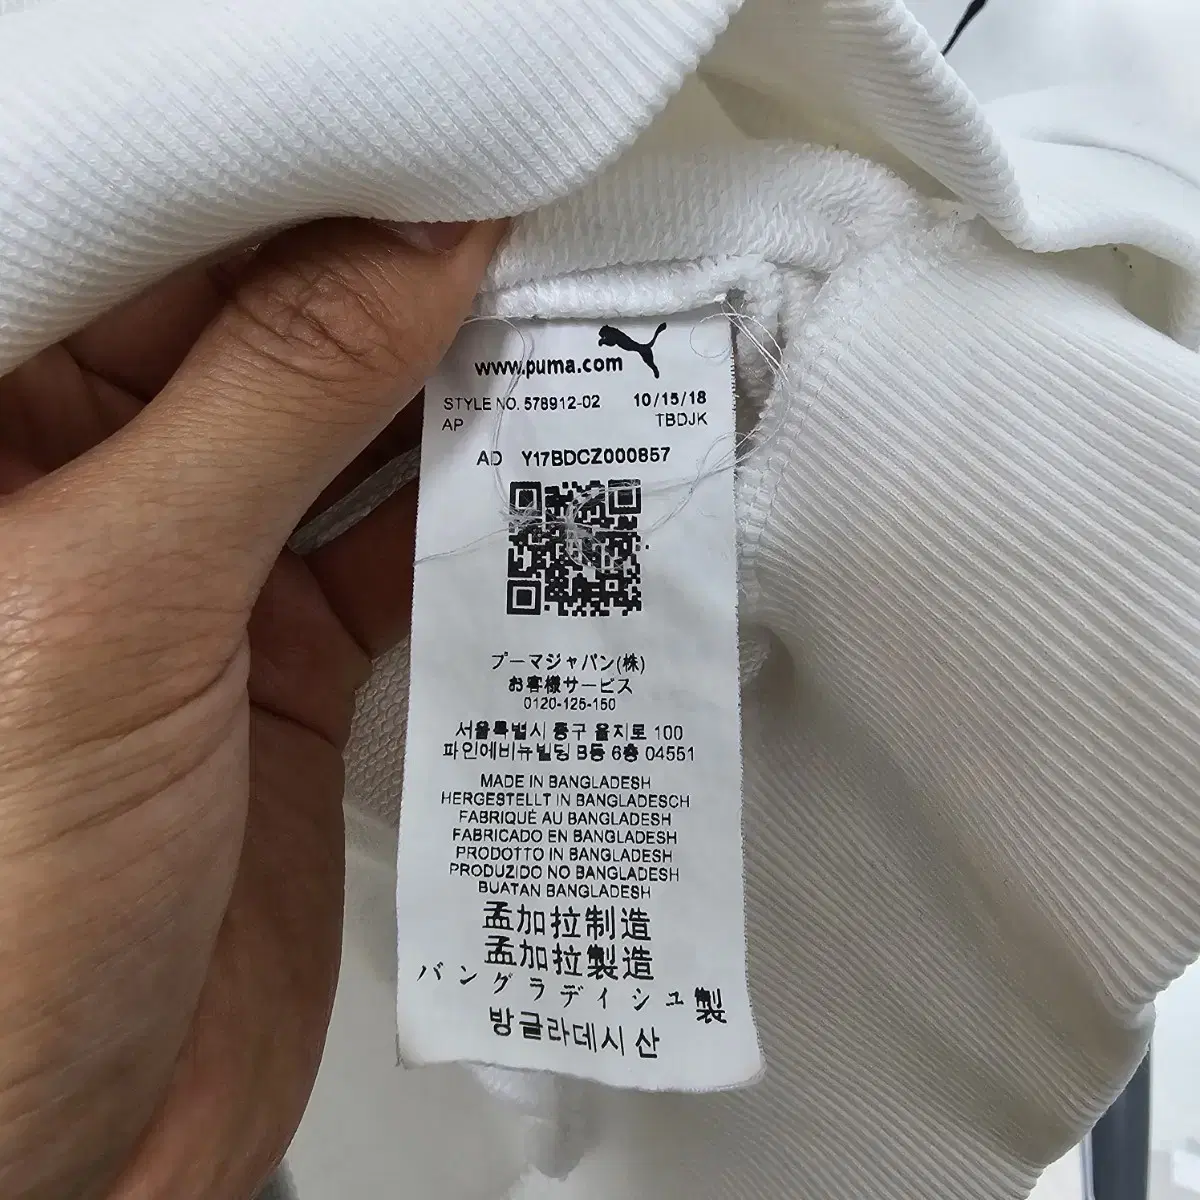 www.puma.com
STYLE NO. 578912-02 10/15/18
AP TBDJK
AD Y17BDCZ000857
プーマジャパン(株)
お客様サービス
0120-125-150
서울특별시 중구 을지로 100
파인에비뉴빌딩 B동 6층 04551
MADE IN BANGLADESH
HERGESTELLT IN BANGLADESCH
FABRIQUÉ AU BANGLADESH
FABRICADO EN BANGLADESH
PRODOTTO IN BANGLADESH
PRODUZIDO NO BANGLADESH
BUATAN BANGLADESH
孟加拉制造
孟加拉製造
バングラディシュ製
방글라데시 산